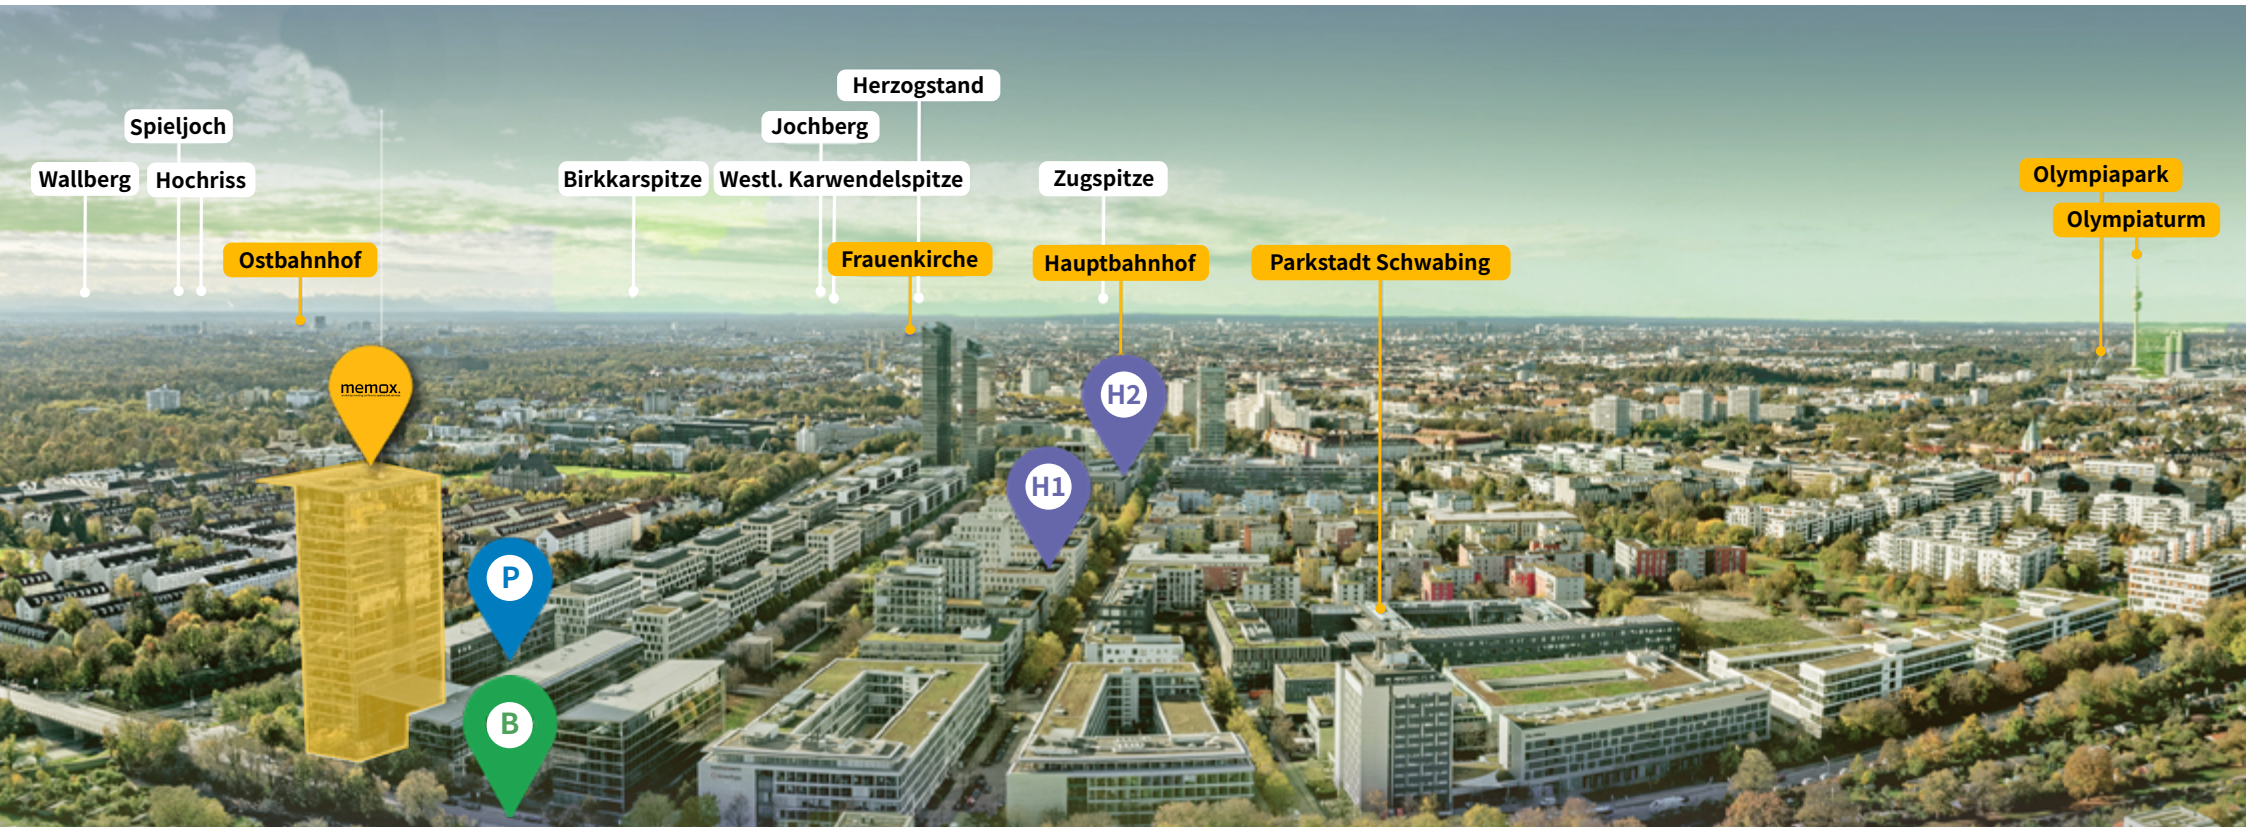 Herzogstand
Spieljoch
Jochberg
Wallberg
Hochriss
Birkkarspitze
Westl. Karwendelspitze
Zugspitze
Olympiapark
Olympiaturm
Ostbahnhof
Frauenkirche
Hauptbahnhof
Parkstadt Schwabing
memox.
H2
H1
P
B